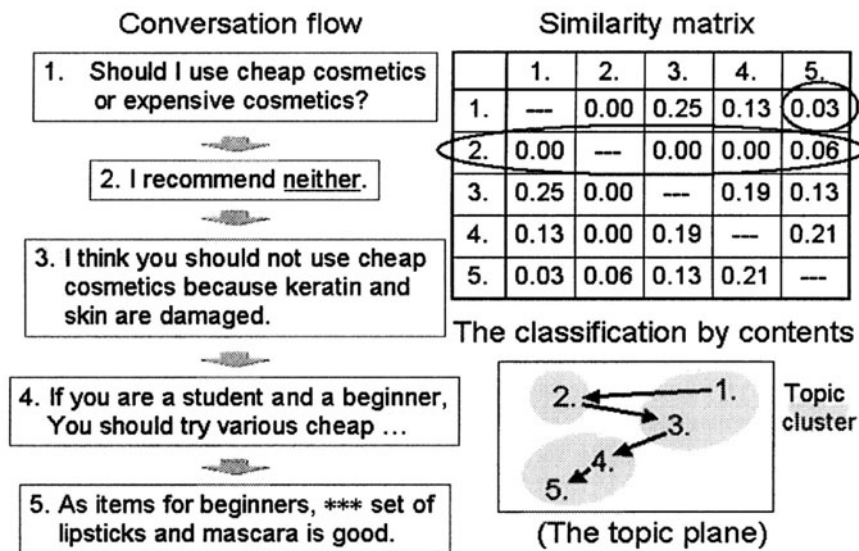 Conversation flow
1. Should I use cheap cosmetics
or expensive cosmetics?
2. I recommend neither.
3. I think you should not use cheap
cosmetics because keratin and
skin are damaged.
4. If you are a student and a beginner,
You should try various cheap ...
5. As items for beginners, *** set of
lipsticks and mascara is good.
Similarity matrix
1. 2. 3. 4. 5.
1. --- 0.00 0.25 0.13 0.03
2. 0.00 --- 0.00 0.00 0.06
3. 0.25 0.00 --- 0.19 0.13
4. 0.13 0.00 0.19 --- 0.21
5. 0.03 0.06 0.13 0.21 ---
The classification by contents
2. 1.
3.
4.
5.
Topic
cluster
(The topic plane)